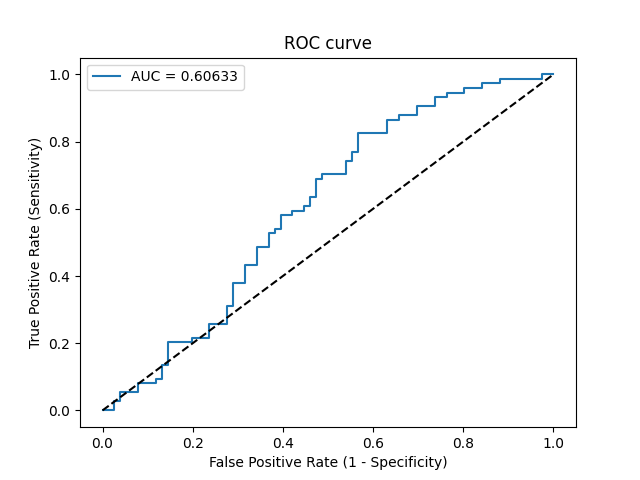 ROC curve
AUC = 0.60633
True Positive Rate (Sensitivity)
1.0
0.8
0.6
0.4
0.2
0.0
0.0 0.2 0.4 0.6 0.8 1.0
False Positive Rate (1 - Specificity)